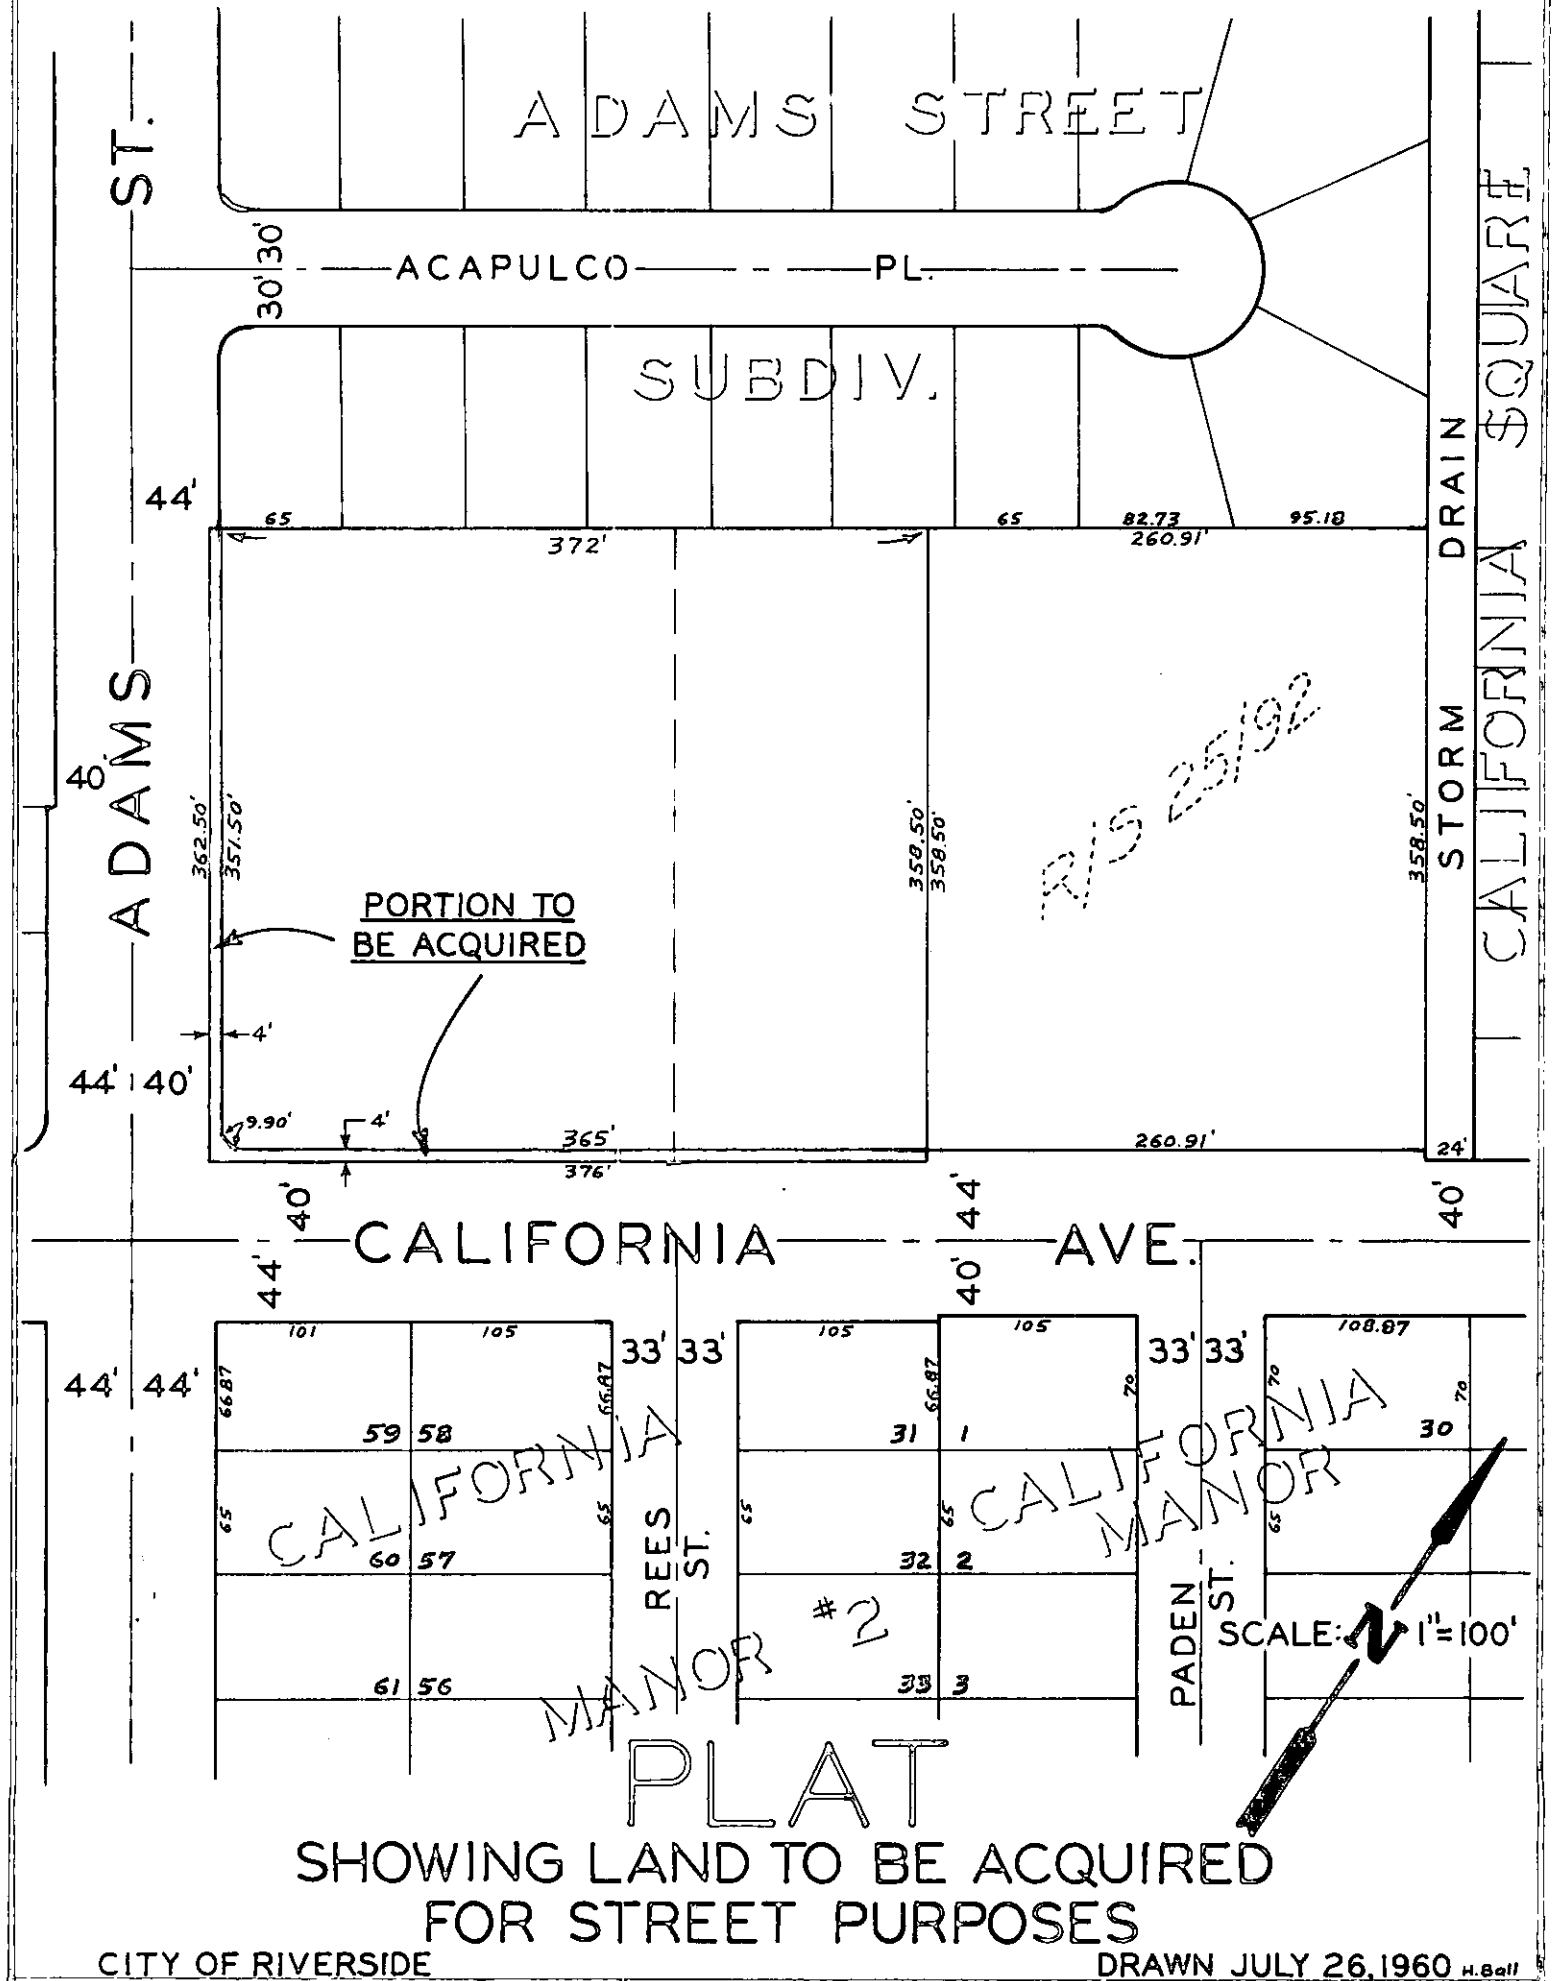 ADAMS STREET
SUBDIV.
ADAMS ST.
30' 30'
ACAPULCO PL.
CALIFORNIA SQUARE
STORM DRAIN
44'
65
65
82.73
95.18
372'
260.91'
40'
362.50'
351.50'
358.50'
358.50'
358.50'
R/S 25/92
PORTION TO
BE ACQUIRED
4'
44' 40'
9.90'
4'
365'
260.91'
24'
376'
40'
44'
40'
CALIFORNIA AVE.
44'
40'
101
105
33' 33'
105
105
33' 33'
108.87
44' 44'
66.87
66.87
66.87
70
70
70
59 58
31 1
30
CALIFORNIA
MANOR #2
CALIFORNIA
MANOR
65
65
65
65
65
60 57
32 2
REES
ST.
PADEN
ST.
SCALE: N 1"=100'
61 56
33 3
PLAT
SHOWING LAND TO BE ACQUIRED
FOR STREET PURPOSES
CITY OF RIVERSIDE
DRAWN JULY 26, 1960 H.Ball